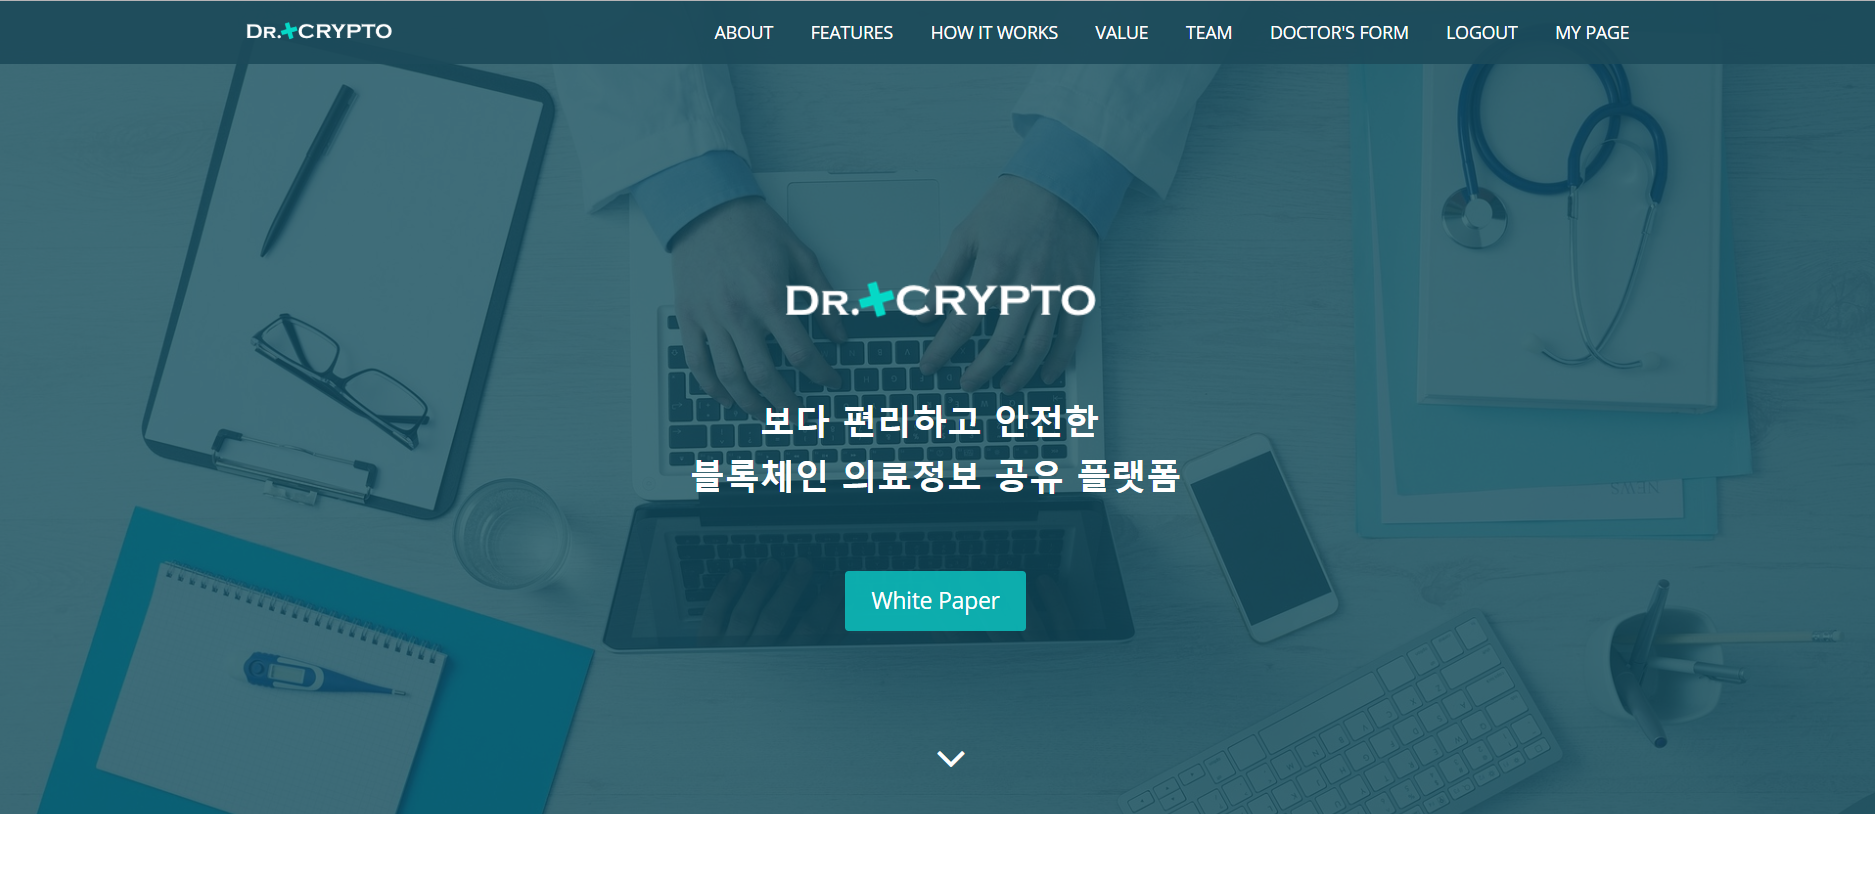 DR.+CRYPTO
ABOUT FEATURES HOW IT WORKS VALUE TEAM DOCTOR'S FORM LOGOUT MY PAGE
DR.+CRYPTO
보다 편리하고 안전한
블록체인 의료정보 공유 플랫폼
NEWS
White Paper